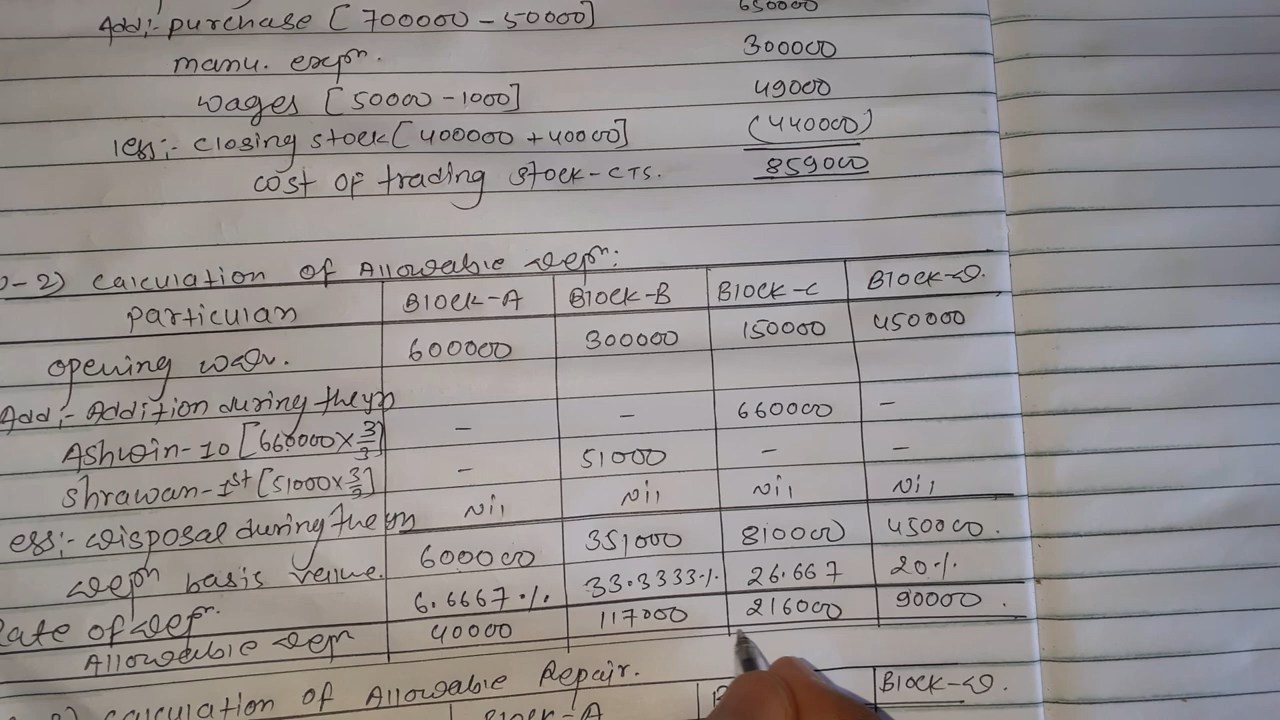 Add:- purchase [700000-50000] 650000
manu. expn. 300000
wages [50000-1000] 49000
less:- closing stock [400000+40000] (440000)
cost of trading stock-CTS. 859000
-2) Calculation of Allowable Depn:
particular Block-A Block-B Block-C Block-D.
opening WDV. 600000 300000 150000 450000
Add:- Addition during the yr
Ashwin-10 [660000×3/3] - - 660000 -
Shrawan-1st [51000×3/3] - 51000 - -
ess:- Disposal during the yr Nil Nil Nil Nil
Depn basis value. 600000 351000 810000 450000.
Rate of Depn. 6.6667% 33.3333% 26.667 20%
Allowable Depn 40000 117000 216000 90000.
Calculation of Allowable Repair.
Block-A Block-D.